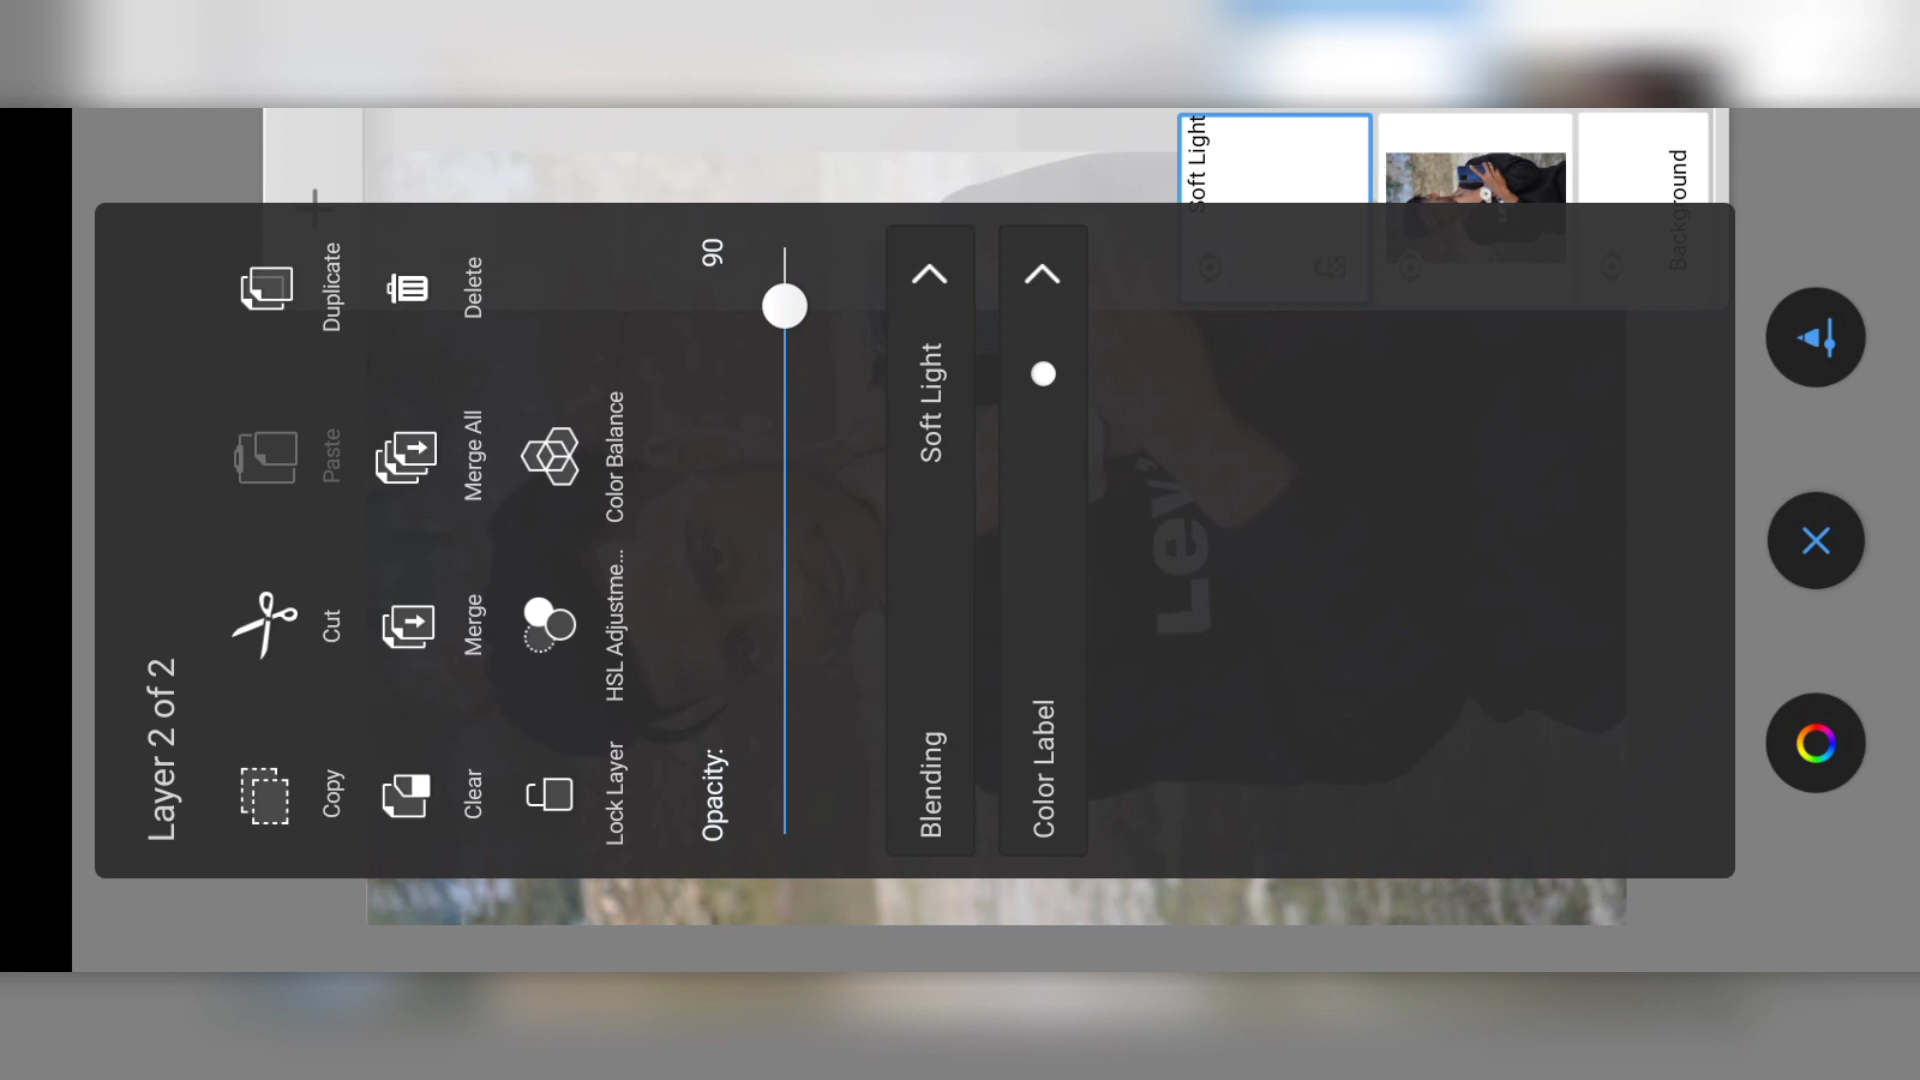 Layer 2 of 2
Copy
Cut
Paste
Duplicate
Clear
Merge
Merge All
Delete
Lock Layer
HSL Adjustme...
Color Balance
Opacity:
90
Blending
Soft Light
Color Label
Soft Light
Background
Lev